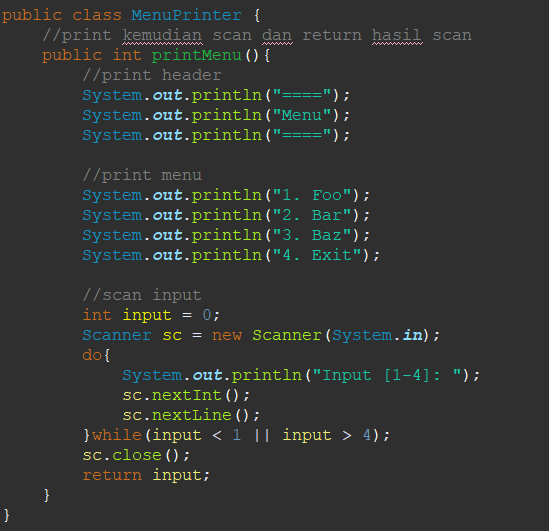 public class MenuPrinter {
    //print kemudian scan dan return hasil scan
    public int printMenu(){
        //print header
        System.out.println("====");
        System.out.println("Menu");
        System.out.println("====");

        //print menu
        System.out.println("1. Foo");
        System.out.println("2. Bar");
        System.out.println("3. Baz");
        System.out.println("4. Exit");

        //scan input
        int input = 0;
        Scanner sc = new Scanner(System.in);
        do{
            System.out.println("Input [1-4]: ");
            sc.nextInt();
            sc.nextLine();
        }while(input < 1 || input > 4);
        sc.close();
        return input;
    }
}